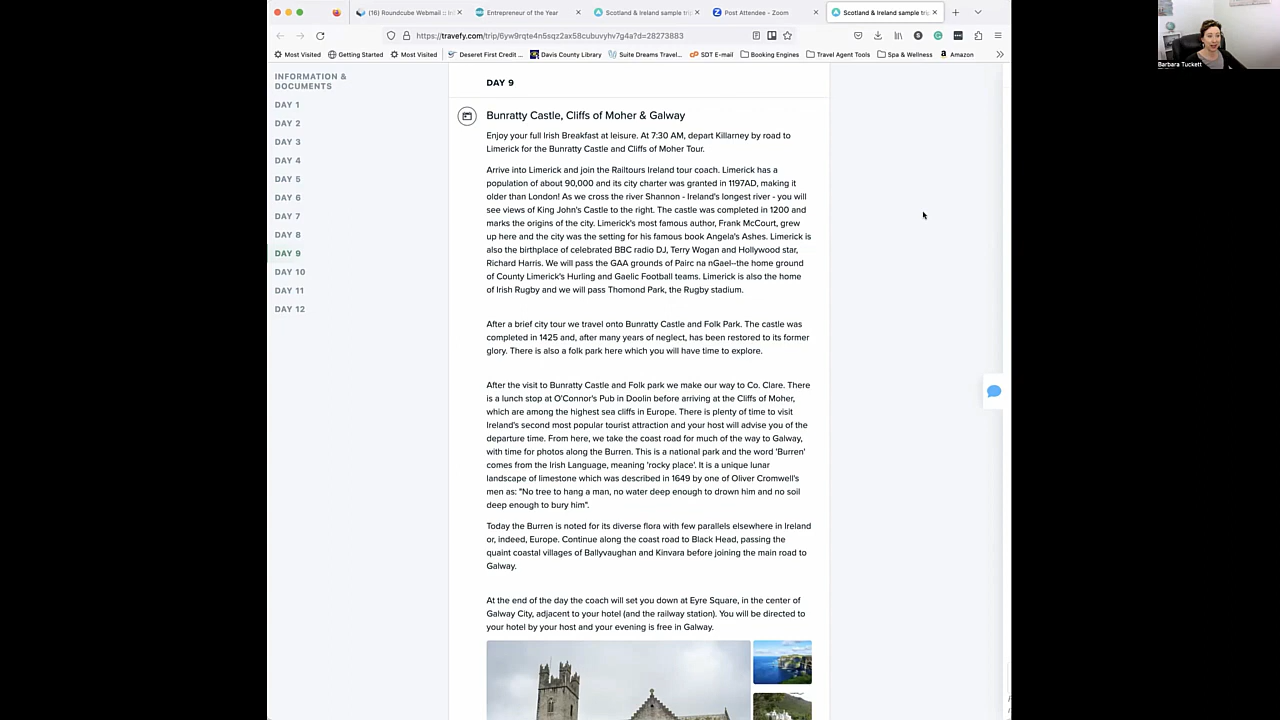 (16) Roundcube Webmail ::
Entrepreneur of the Year
Scotland & Ireland sample tri
Post Attendee - Zoom
Scotland & Ireland sample trip
https://travefy.com/trip/6yw9rqte4n5sqz2ax58cubuvyhv7g4a?d=28273883
Most Visited
Getting Started
Most Visited
Desert First Credit ...
Davis County Library
Suite Dreams Travel...
SDT E-mail
Booking Engines
Travel Agent Tools
Spa & Wellness
Amazon
Barbara Tuckett
INFORMATION &
DOCUMENTS
DAY 1
DAY 2
DAY 3
DAY 4
DAY 5
DAY 6
DAY 7
DAY 8
DAY 9
DAY 10
DAY 11
DAY 12
DAY 9
Bunratty Castle, Cliffs of Moher & Galway
Enjoy your full Irish Breakfast at leisure. At 7:30 AM, depart Killarney by road to
Limerick for the Bunratty Castle and Cliffs of Moher Tour.
Arrive into Limerick and join the Railtours Ireland tour coach. Limerick has a
population of about 90,000 and its city charter was granted in 1197AD, making it
older than London! As we cross the river Shannon - Ireland's longest river - you will
see views of King John's Castle to the right. The castle was completed in 1200 and
marks the origins of the city. Limerick's most famous author, Frank McCourt, grew
up here and the city was the setting for his famous book Angela's Ashes. Limerick is
also the birthplace of celebrated BBC radio DJ, Terry Wogan and Hollywood star,
Richard Harris. We will pass the GAA grounds of Pairc na nGael--the home ground
of County Limerick's Hurling and Gaelic Football teams. Limerick is also the home
of Irish Rugby and we will pass Thomond Park, the Rugby stadium.
After a brief city tour we travel onto Bunratty Castle and Folk Park. The castle was
completed in 1425 and, after many years of neglect, has been restored to its former
glory. There is also a folk park here which you will have time to explore.
After the visit to Bunratty Castle and Folk park we make our way to Co. Clare. There
is a lunch stop at O'Connor's Pub in Doolin before arriving at the Cliffs of Moher,
which are among the highest sea cliffs in Europe. There is plenty of time to visit
Ireland's second most popular tourist attraction and your host will advise you of the
departure time. From here, we take the coast road for much of the way to Galway,
with time for photos along the Burren. This is a national park and the word 'Burren'
comes from the Irish Language, meaning 'rocky place'. It is a unique lunar
landscape of limestone which was described in 1649 by one of Oliver Cromwell's
men as: "No tree to hang a man, no water deep enough to drown him and no soil
deep enough to bury him".
Today the Burren is noted for its diverse flora with few parallels elsewhere in Ireland
or, indeed, Europe. Continue along the coast road to Black Head, passing the
quaint coastal villages of Ballyvaughan and Kinvara before joining the main road to
Galway.
At the end of the day the coach will set you down at Eyre Square, in the center of
Galway City, adjacent to your hotel (and the railway station). You will be directed to
your hotel by your host and your evening is free in Galway.